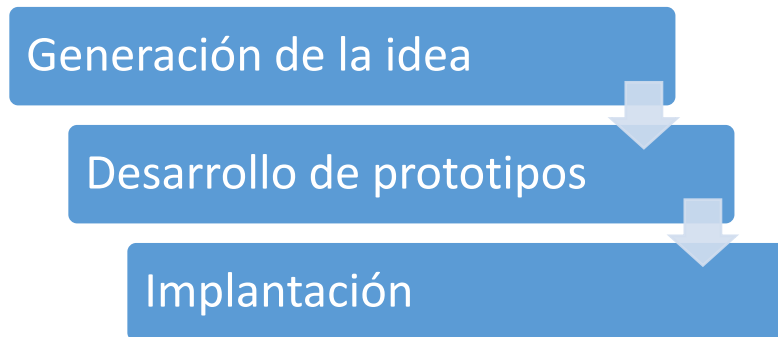 Generación de la idea
Desarrollo de prototipos
Implantación